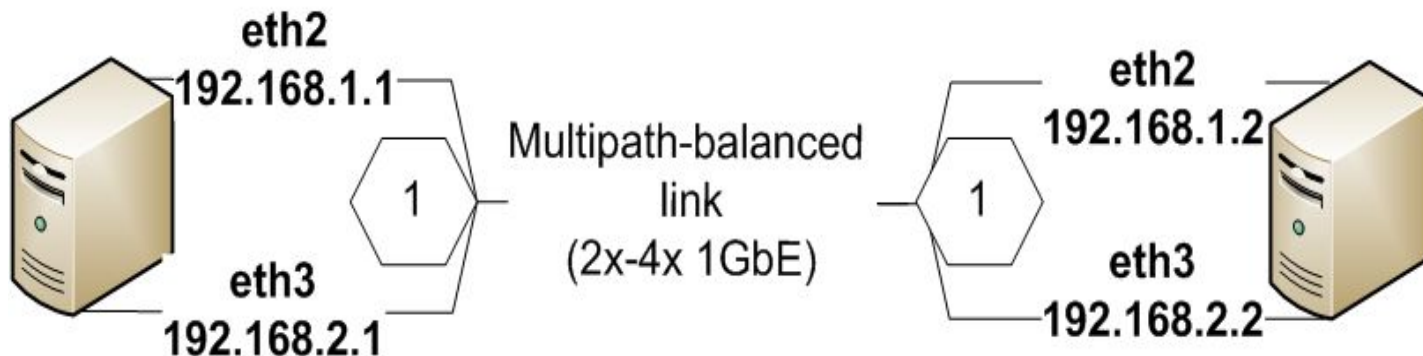 eth2
192.168.1.1
eth3
192.168.2.1
1
Multipath-balanced
link
(2x-4x 1GbE)
1
eth2
192.168.1.2
eth3
192.168.2.2